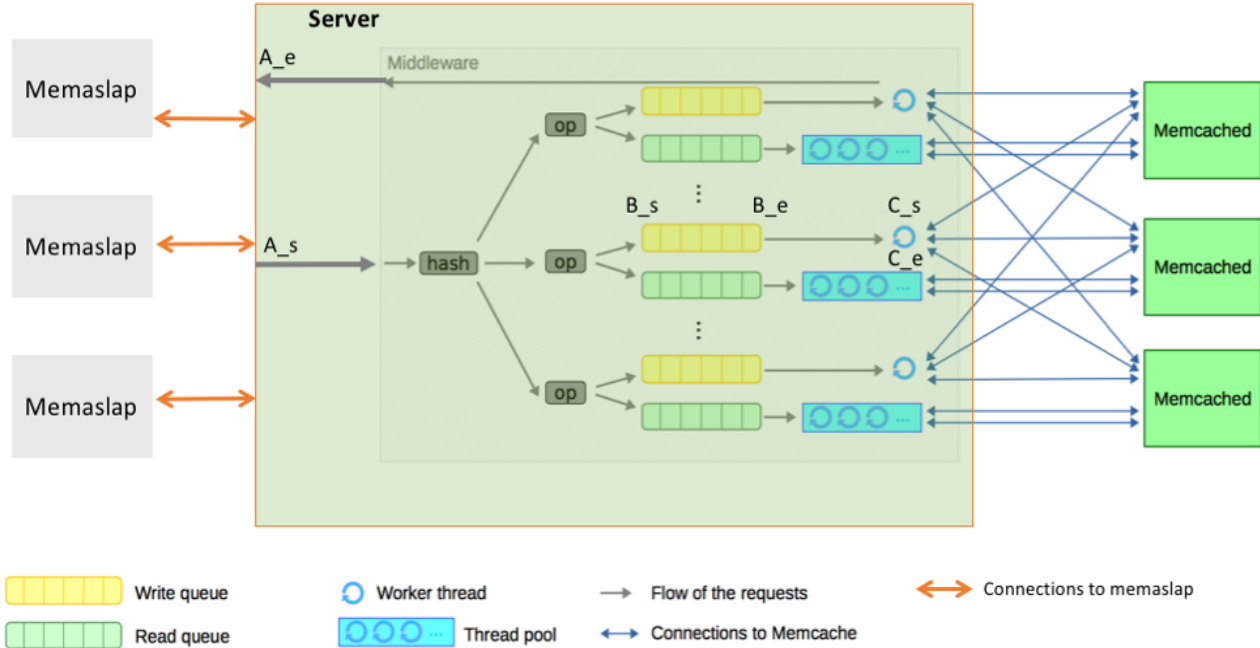 Server
Memaslap
A_e
Middleware
op
...
Memcached
⋮
B_s
B_e
C_s
Memaslap
A_s
hash
op
C_e
...
Memcached
⋮
Memaslap
op
...
Memcached
Write queue
Worker thread
Flow of the requests
Connections to memaslap
Read queue
...
Thread pool
Connections to Memcache